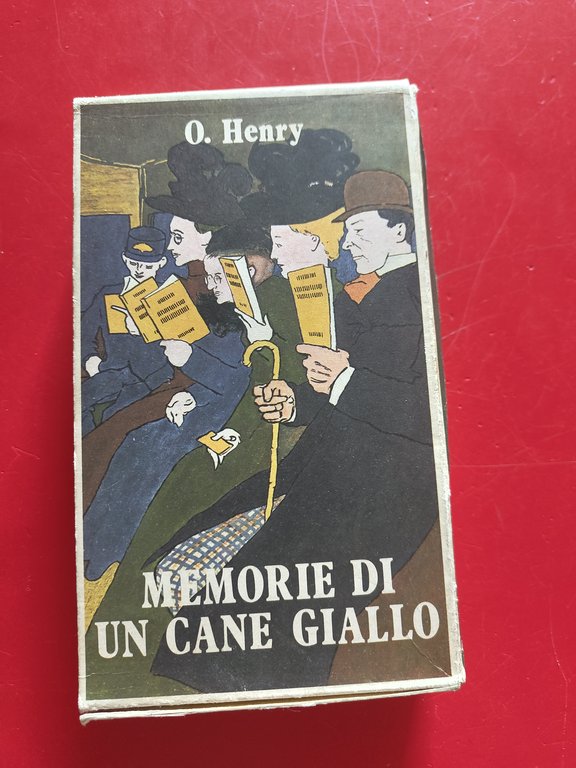 O. Henry
MEMORIE DI
UN CANE GIALLO